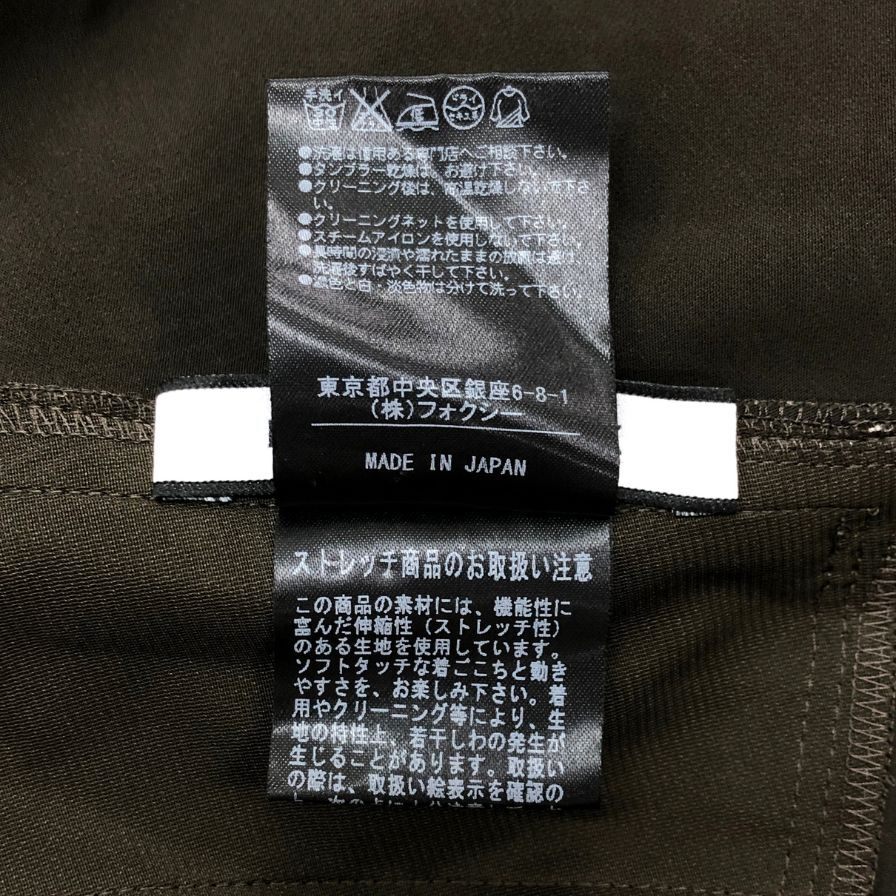 手洗イ
低
ドライ
セキユ系
●洗濯は信用ある専門店へご相談下さい。
●タンブラー乾燥は、お避け下さい。
●クリーニング後は、高温乾燥しないで下さ
い。
●クリーニングネットを使用して下さい。
●スチームアイロンを使用しないで下さい。
●長時間の浸漬や濡れたままの放置は避け、
洗濯後すばやく干して下さい。
●濃色と白・淡色物は分けて洗って下さい。
東京都中央区銀座6-8-1
(株)フォクシー
MADE IN JAPAN
ストレッチ商品のお取扱い注意
この商品の素材には、機能性に
富んだ伸縮性(ストレッチ性)
のある生地を使用しています。
ソフトタッチな着ごこちと動き
やすさを、お楽しみ下さい。着
用やクリーニング等により、生
地の特性上、若干しわの発生が
生じることがあります。取扱い
の際は、取扱い絵表示を確認の